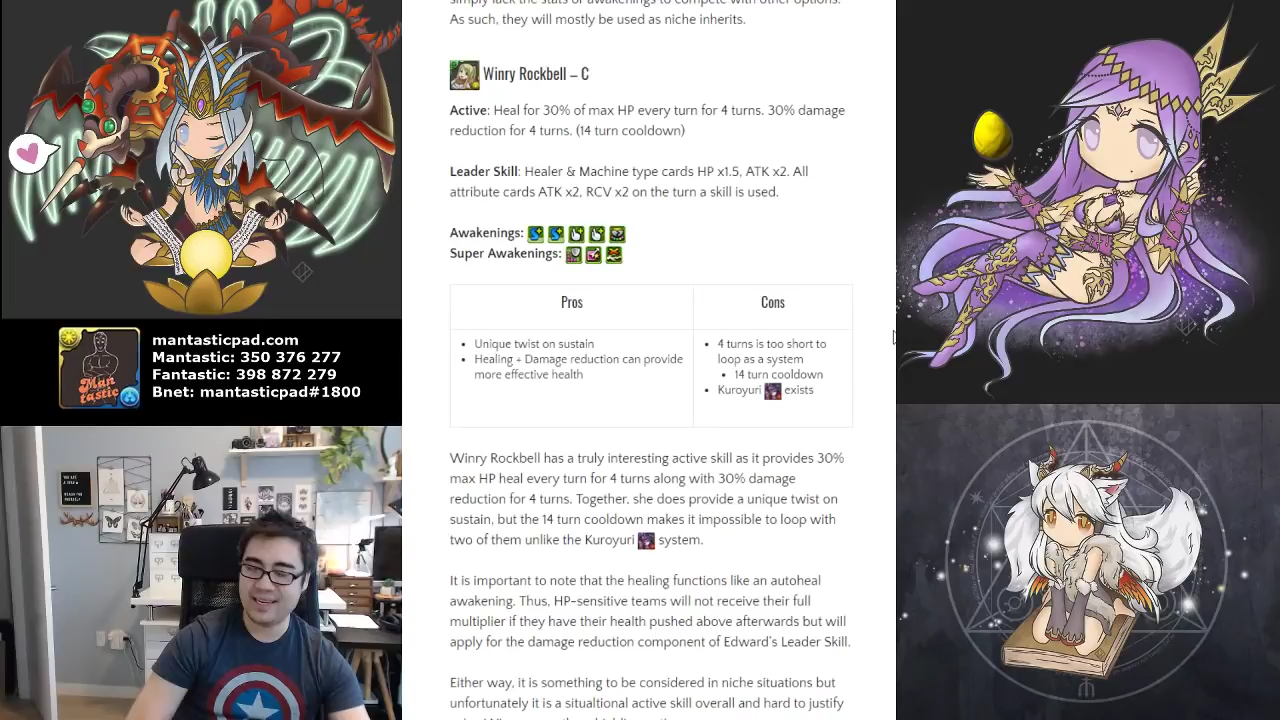 simply lack the stats or awakenings to compete with other options.
As such, they will mostly be used as niche inherits.
Winry Rockbell – C
Active: Heal for 30% of max HP every turn for 4 turns. 30% damage
reduction for 4 turns. (14 turn cooldown)
Leader Skill: Healer & Machine type cards HP x1.5, ATK x2. All
attribute cards ATK x2, RCV x2 on the turn a skill is used.
Awakenings:
Super Awakenings:
Pros
Cons
Unique twist on sustain
Healing + Damage reduction can provide
more effective health
4 turns is too short to
loop as a system
14 turn cooldown
Kuroyuri exists
mantasticpad.com
Mantastic: 350 376 277
Fantastic: 398 872 279
Bnet: mantasticpad#1800
Man
tastic
Winry Rockbell has a truly interesting active skill as it provides 30%
max HP heal every turn for 4 turns along with 30% damage
reduction for 4 turns. Together, she does provide a unique twist on
sustain, but the 14 turn cooldown makes it impossible to loop with
two of them unlike the Kuroyuri system.
It is important to note that the healing functions like an autoheal
awakening. Thus, HP-sensitive teams will not receive their full
multiplier if they have their health pushed above afterwards but will
apply for the damage reduction component of Edward's Leader Skill.
Either way, it is something to be considered in niche situations but
unfortunately it is a situaltional active skill overall and hard to justify